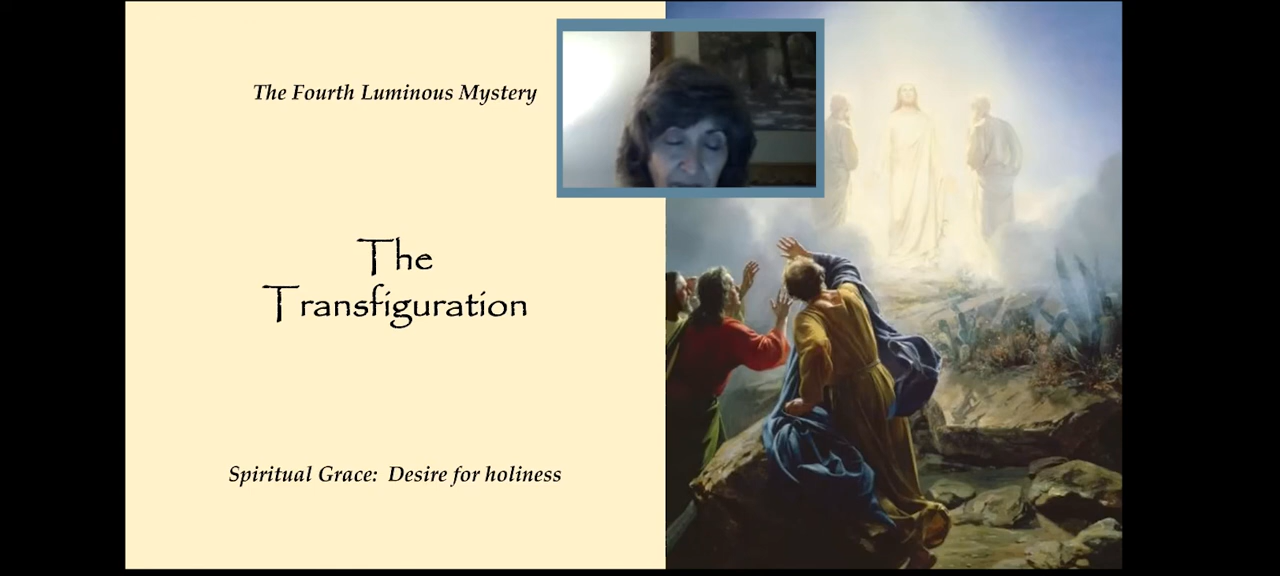 The Fourth Luminous Mystery
The
Transfiguration
Spiritual Grace:  Desire for holiness